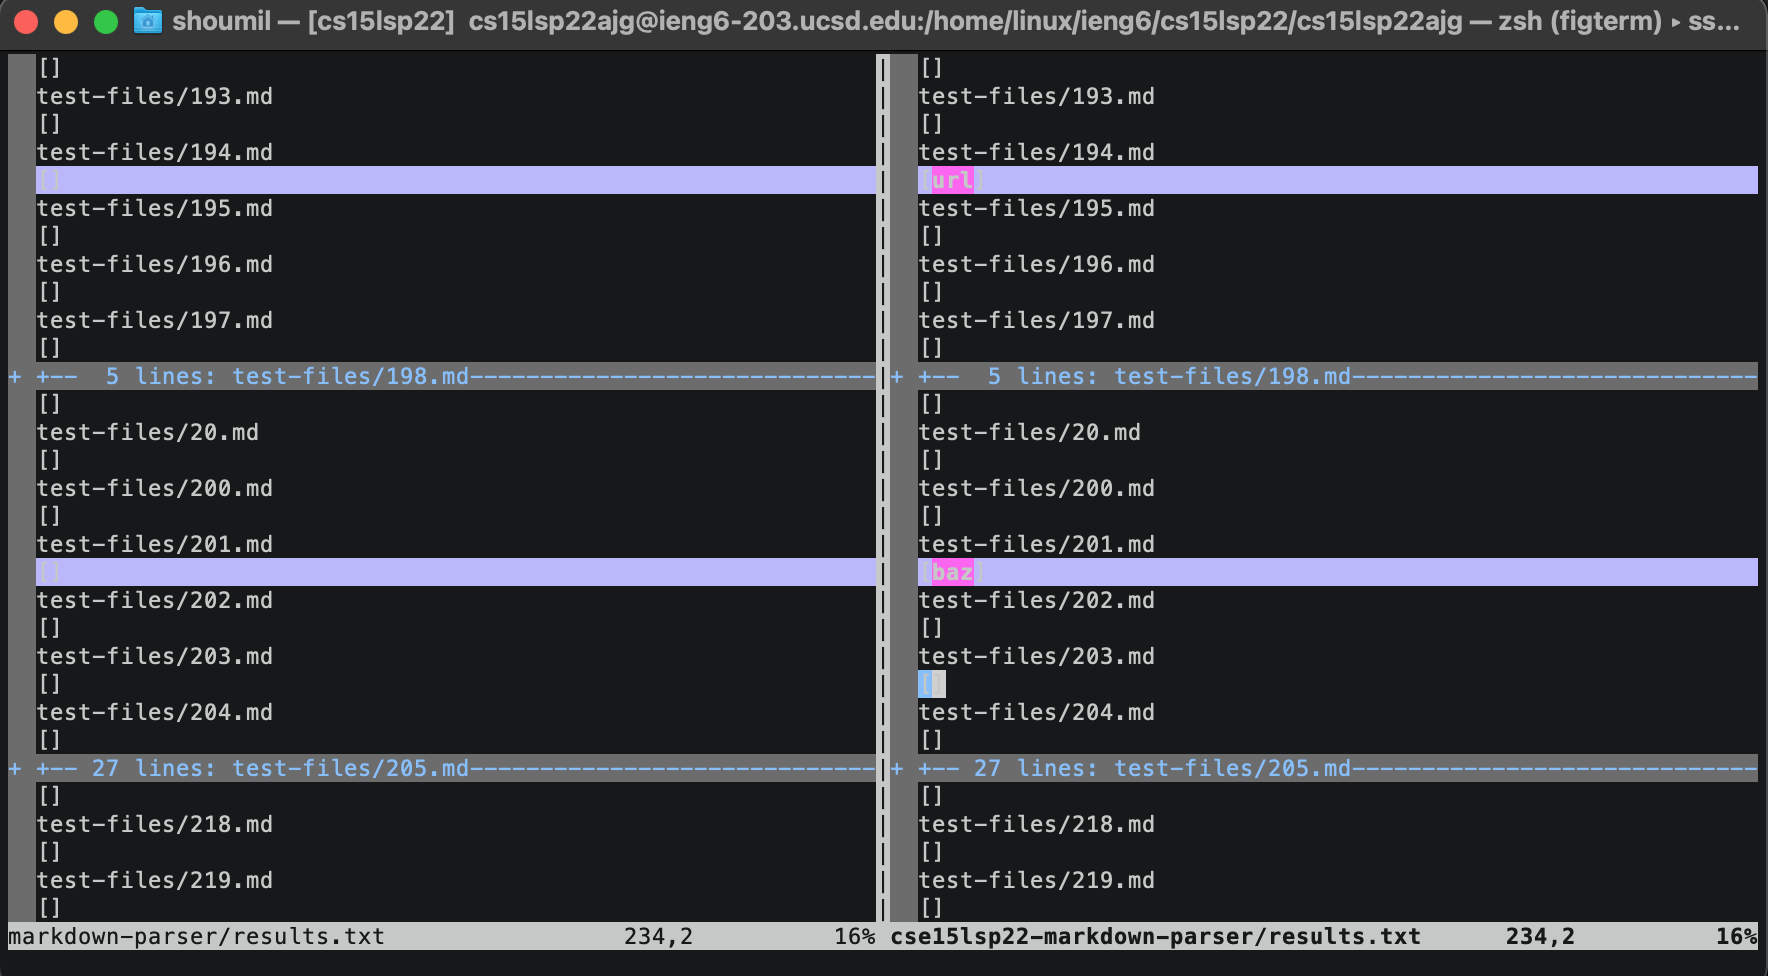 shoumil — [cs15lsp22] cs15lsp22ajg@ieng6-203.ucsd.edu:/home/linux/ieng6/cs15lsp22/cs15lsp22ajg — zsh (figterm) ▸ ss...
[]
test-files/193.md
[]
test-files/194.md
[]
test-files/195.md
[]
test-files/196.md
[]
test-files/197.md
[]
+ +--  5 lines: test-files/198.md-----------------------------
[]
test-files/20.md
[]
test-files/200.md
[]
test-files/201.md
[]
test-files/202.md
[]
test-files/203.md
[]
test-files/204.md
[]
+ +-- 27 lines: test-files/205.md-----------------------------
[]
test-files/218.md
[]
test-files/219.md
[]
markdown-parser/results.txt 234,2 16%
[]
test-files/193.md
[]
test-files/194.md
[url]
test-files/195.md
[]
test-files/196.md
[]
test-files/197.md
[]
+ +--  5 lines: test-files/198.md-----------------------------
[]
test-files/20.md
[]
test-files/200.md
[]
test-files/201.md
[baz]
test-files/202.md
[]
test-files/203.md
[]
test-files/204.md
[]
+ +-- 27 lines: test-files/205.md-----------------------------
[]
test-files/218.md
[]
test-files/219.md
[]
cse15lsp22-markdown-parser/results.txt 234,2 16%